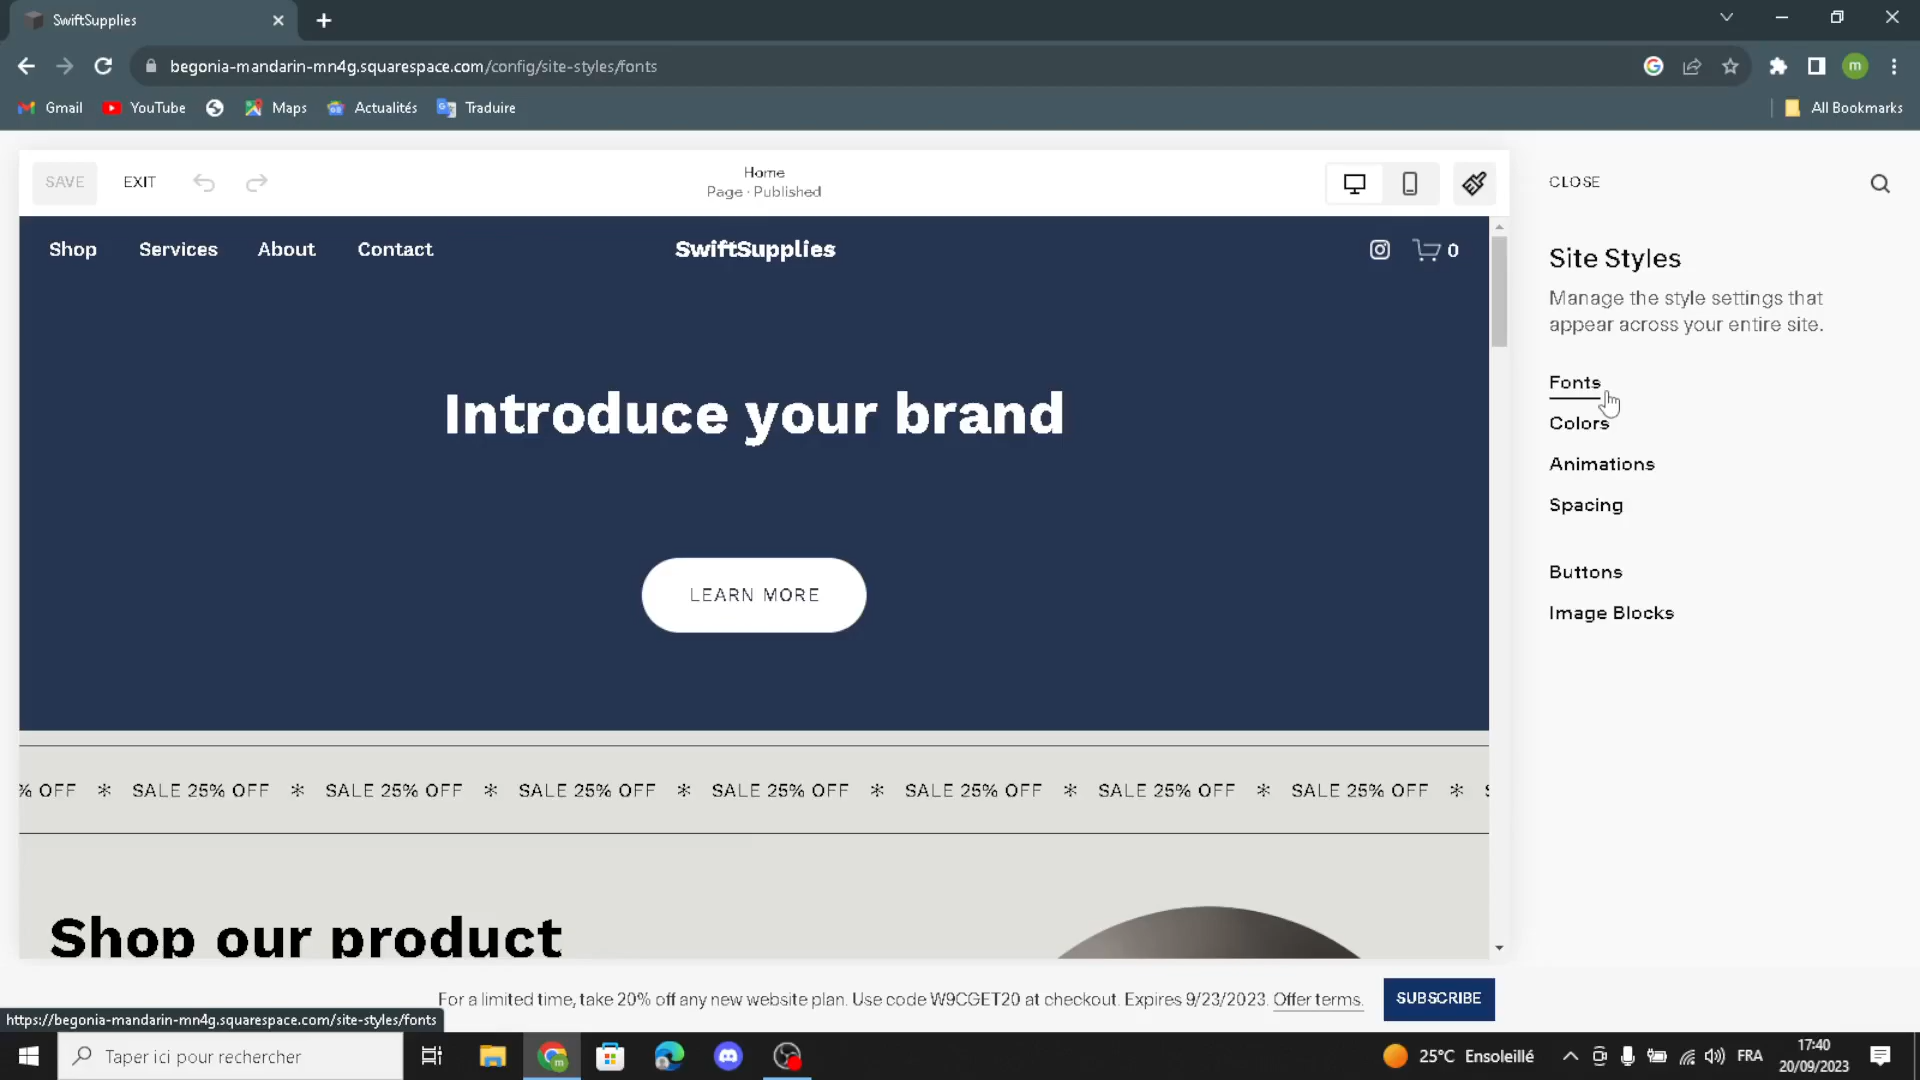 SwiftSupplies
begonia-mandarin-mn4g.squarespace.com/config/site-styles/fonts
m
Gmail YouTube Maps Actualités Traduire All Bookmarks
SAVE EXIT
Home
Page · Published
CLOSE
Shop Services About Contact SwiftSupplies 0
Site Styles
Manage the style settings that
appear across your entire site.
Fonts
Colors
Animations
Spacing
Buttons
Image Blocks
Introduce your brand
LEARN MORE
% OFF * SALE 25% OFF * SALE 25% OFF * SALE 25% OFF * SALE 25% OFF * SALE 25% OFF * SALE 25% OFF * SALE 25% OFF * S
Shop our product
For a limited time, take 20% off any new website plan. Use code W9CGET20 at checkout. Expires 9/23/2023. Offer terms.
SUBSCRIBE
https://begonia-mandarin-mn4g.squarespace.com/site-styles/fonts
Taper ici pour rechercher
m
25°C Ensoleillé
FRA
17:40
20/09/2023